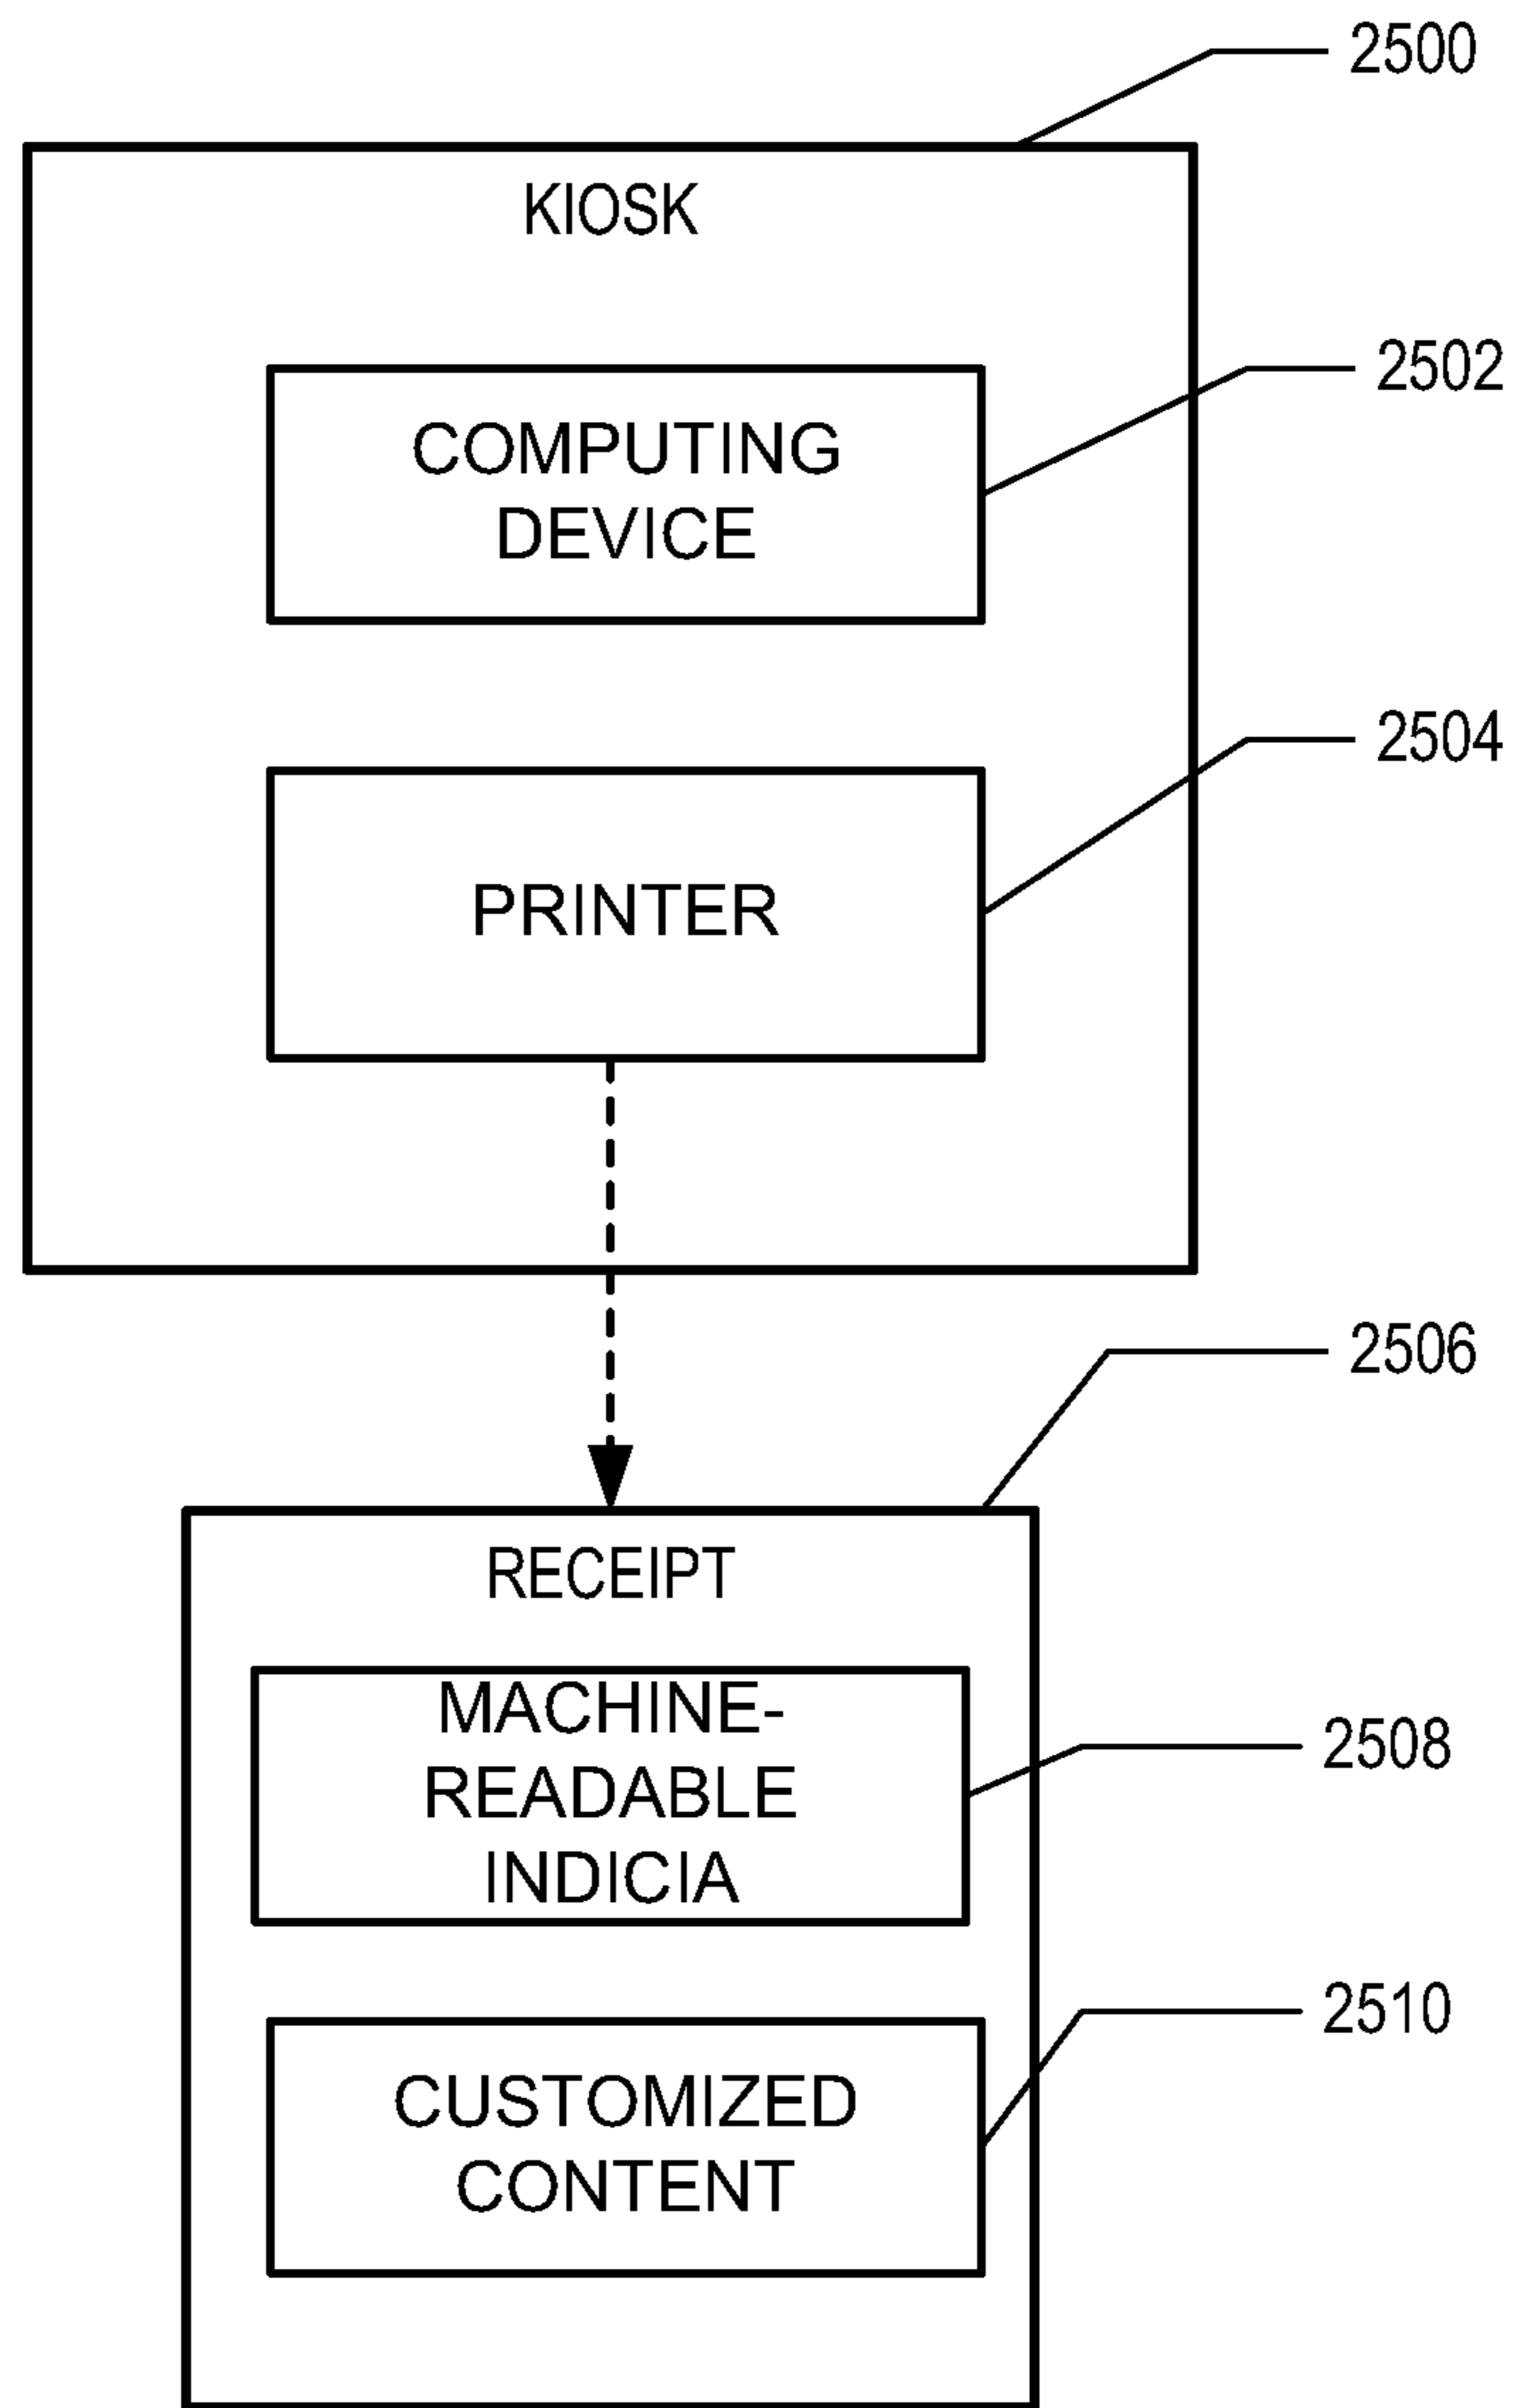 2500
KIOSK
2502
COMPUTING
DEVICE
2504
PRINTER
2506
RECEIPT
MACHINE-
2508
READABLE
INDICIA
2510
CUSTOMIZED
CONTENT